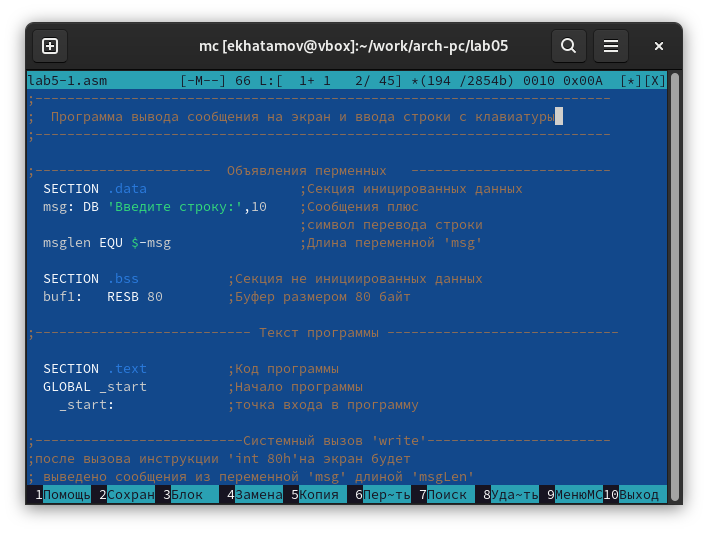 mc [ekhatamov@vbox]:~/work/arch-pc/lab05
lab5-1.asm         [-M--] 66 L:[  1+ 1   2/ 45] *(194 /2854b) 0010 0x00A  [*][X]
;------------------------------------------------------------------------
;  Программа вывода сообщения на экран и ввода строки с клавиатуры
;------------------------------------------------------------------------
;----------------------  Объявления перменных   -------------------------
  SECTION .data                   ;Секция иницированных данных
  msg: DB 'Введите строку:',10    ;Сообщения плюс
                                  ;символ перевода строки
  msglen EQU $-msg                ;Длина переменной 'msg'
  SECTION .bss           ;Секция не инициированных данных
  buf1:   RESB 80        ;Буфер размером 80 байт
;--------------------------- Текст программы -----------------------------
  SECTION .text          ;Код программы
  GLOBAL _start          ;Начало программы
    _start:              ;точка входа в программу
;--------------------------Системный вызов 'write'-----------------------
;после вызова инструкции 'int 80h'на экран будет
; выведено сообщения из переменной 'msg' длиной 'msgLen'
1Помощь 2Сохран 3Блок 4Замена 5Копия 6Пер~ть 7Поиск 8Уда~ть 9МенюMC 10Выход